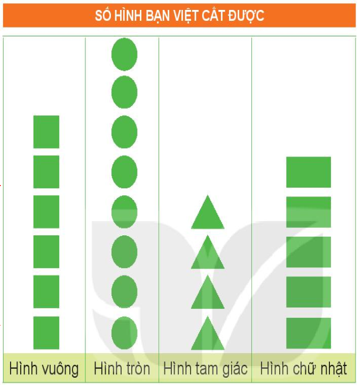 SỐ HÌNH BẠN VIỆT CẮT ĐƯỢC
Hình vuông Hình tròn Hình tam giác Hình chữ nhật